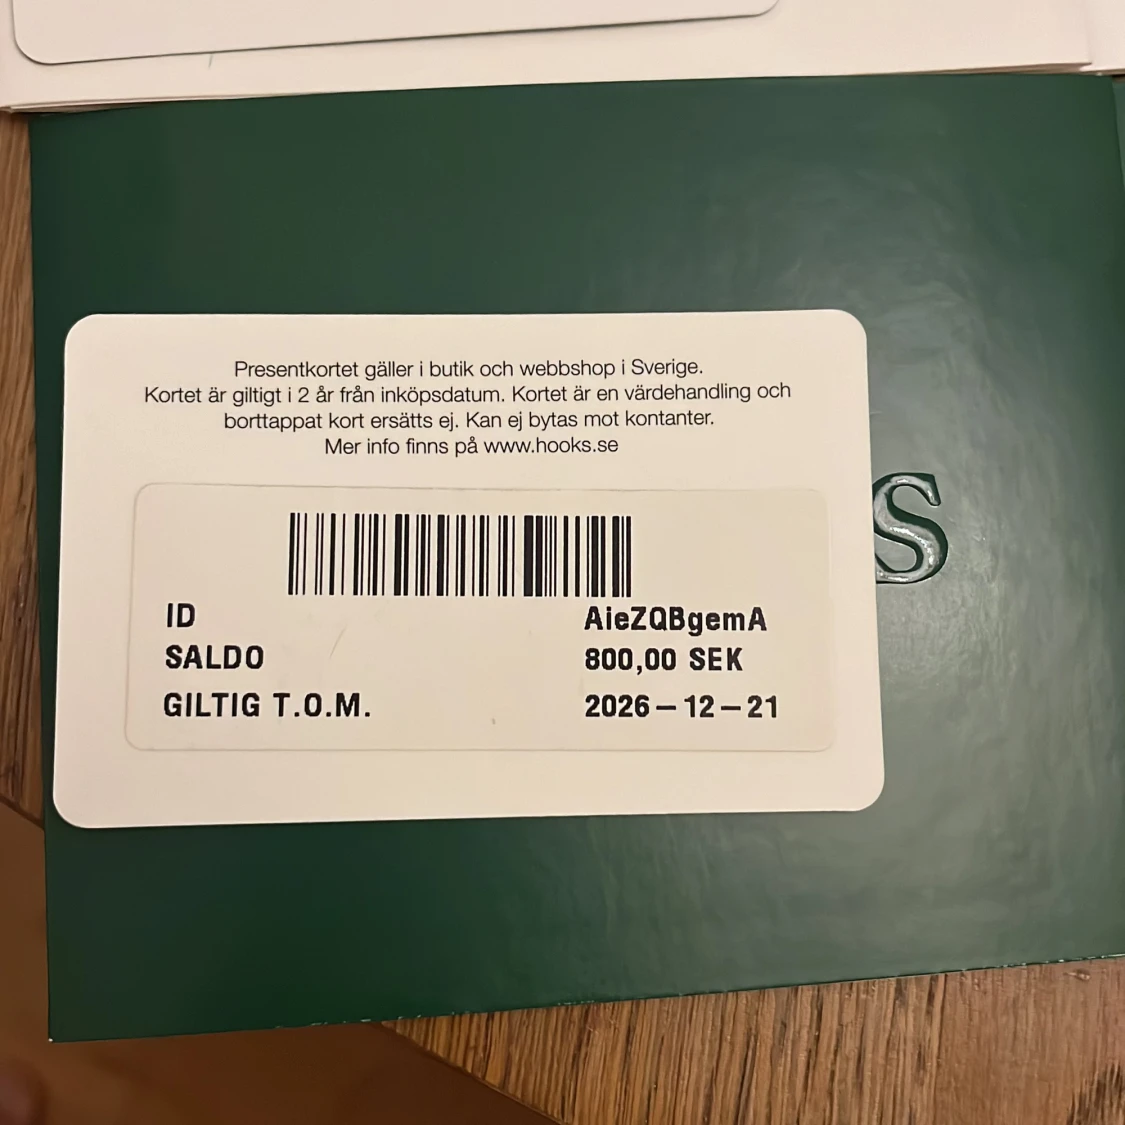 Presentkortet gäller i butik och webbshop i Sverige.
Kortet är giltigt i 2 år från inköpsdatum. Kortet är en värdehandling och
borttappat kort ersätts ej. Kan ej bytas mot kontanter.
Mer info finns på www.hooks.se
S
ID AieZQBgemA
SALDO 800,00 SEK
GILTIG T.O.M. 2026-12-21